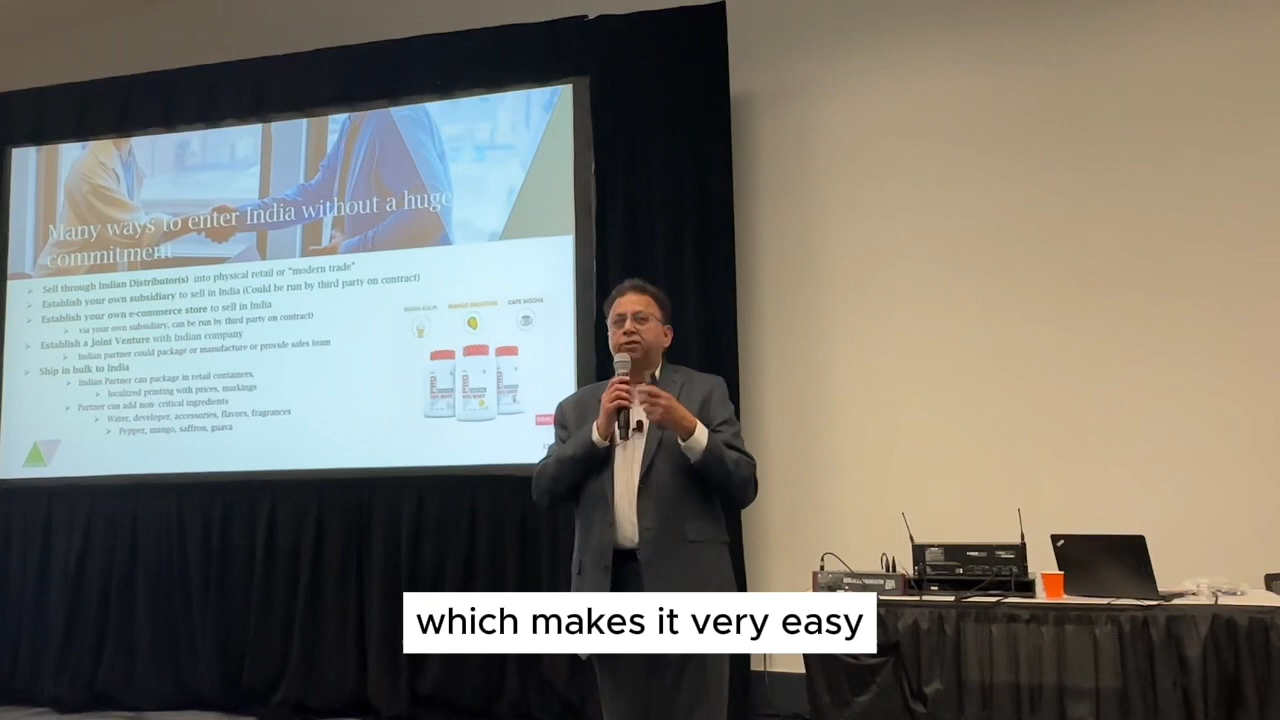 Many ways to enter India without a huge
commitment
Sell through Indian Distributor(s) into physical retail or "modern trade"
Establish your own subsidiary to sell in India (Could be run by third party on contract)
Establish your own e-commerce store to sell in India
via your own subsidiary, can be run by third party on contract)
Establish a Joint Venture with Indian company
Indian partner could package or manufacture or provide sales team
Ship in bulk to India
Indian Partner can package in retail containers,
localized printing with prices, markings
Partner can add non- critical ingredients
Water, developer, accessories, flavors, fragrances
Pepper, mango, saffron, guava
MANGO SMOOTHIE
CAFE MOCHA
which makes it very easy